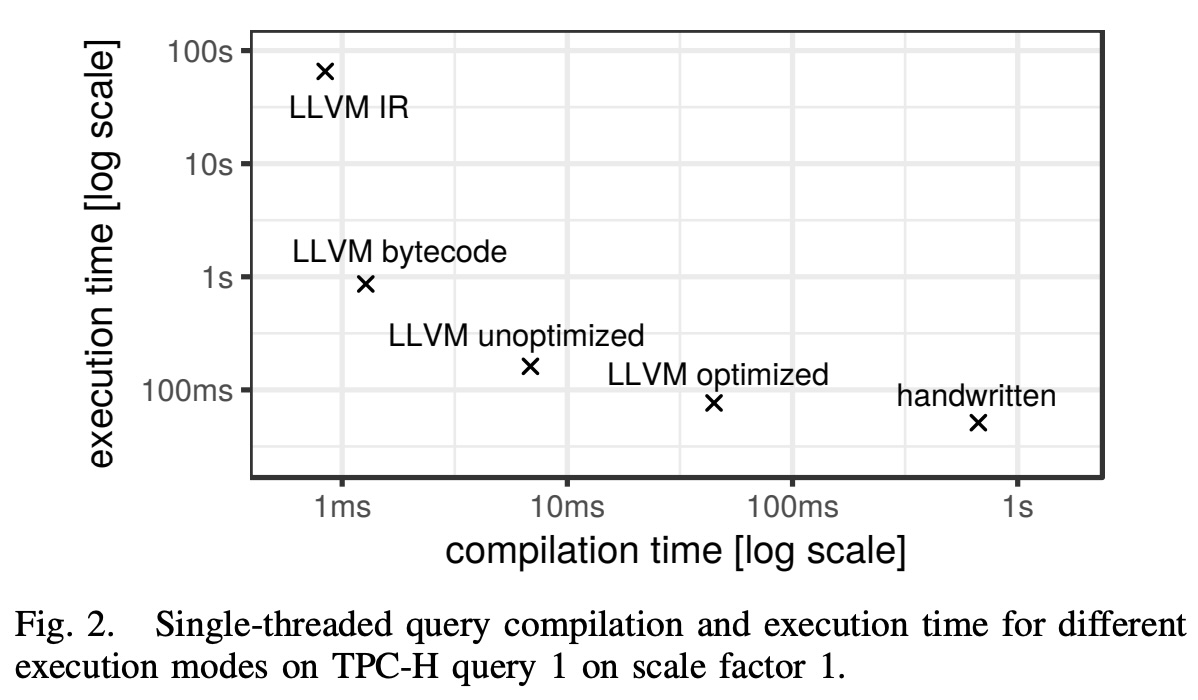 100s
LLVM IR
10s
LLVM bytecode
1s
LLVM unoptimized
LLVM optimized
100ms
handwritten
execution time [log scale]
1ms 10ms 100ms 1s
compilation time [log scale]
Fig. 2. Single-threaded query compilation and execution time for different
execution modes on TPC-H query 1 on scale factor 1.